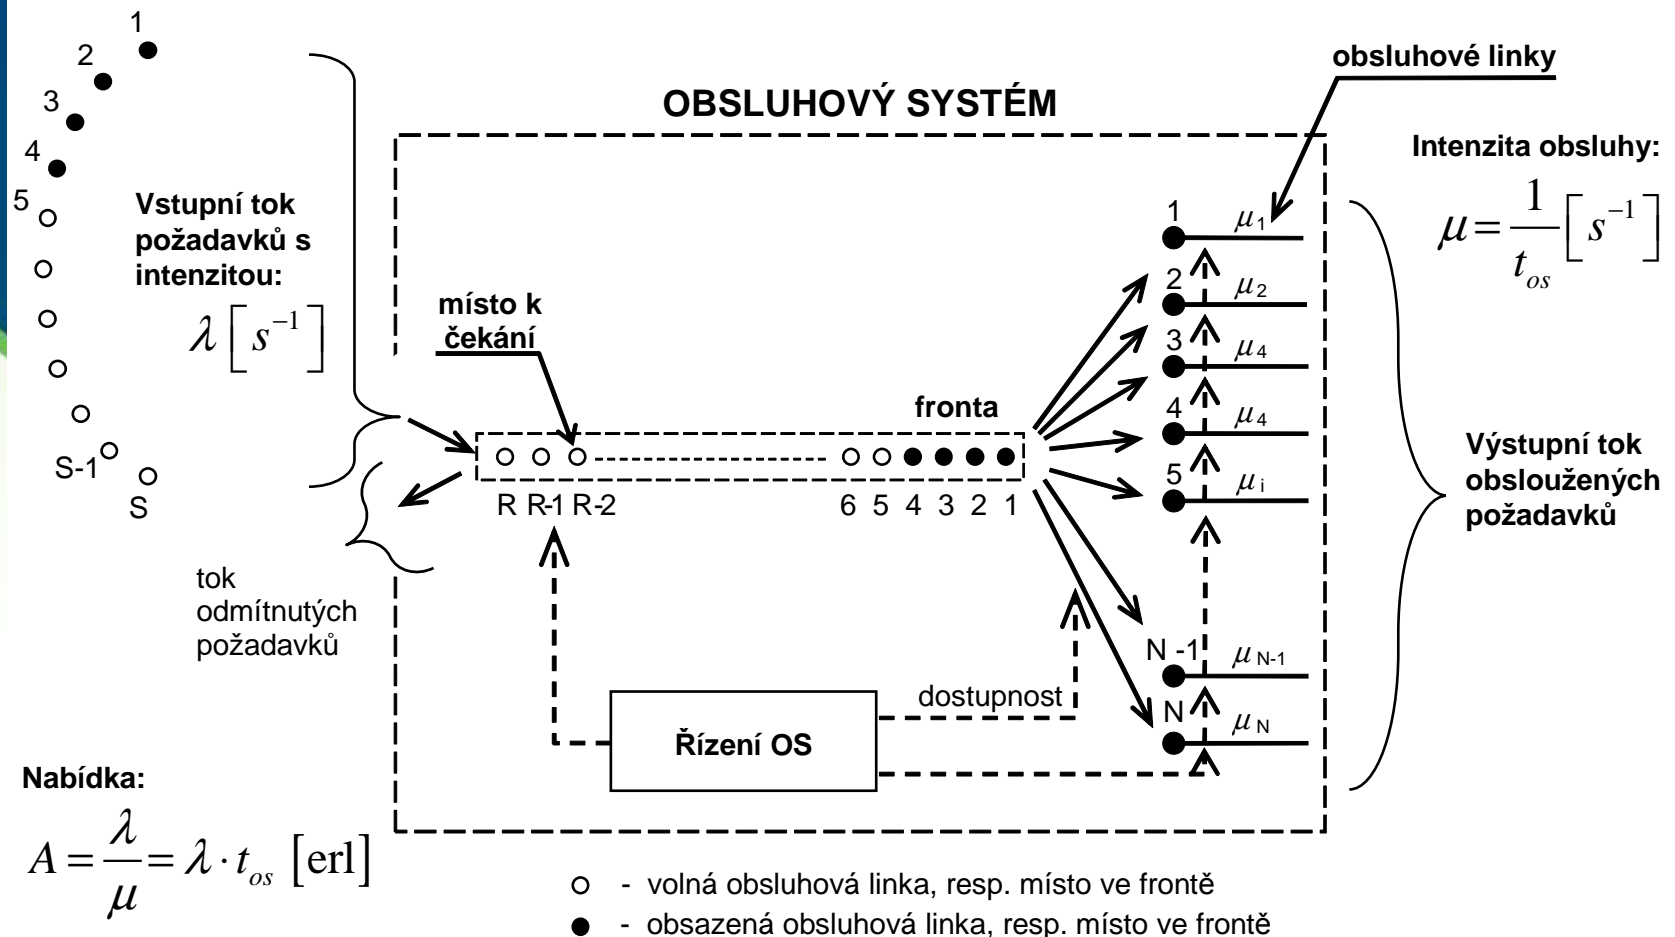 OBSLUHOVÝ SYSTÉM
obsluhové linky
1
2
3
4
5
S-1
S
Vstupní tok
požadavků s
intenzitou:
λ [s⁻¹]
místo k
čekání
fronta
R R-1 R-2
6 5 4 3 2 1
tok
odmítnutých
požadavků
1 μ1
2 μ2
3 μ4
4 μ4
5 μi
N -1 μN-1
N μN
dostupnost
Řízení OS
Intenzita obsluhy:
μ = 1/t_os [s⁻¹]
Výstupní tok
obsloužených
požadavků
Nabídka:
A = λ/μ = λ · t_os [erl]
- volná obsluhová linka, resp. místo ve frontě
- obsazená obsluhová linka, resp. místo ve frontě